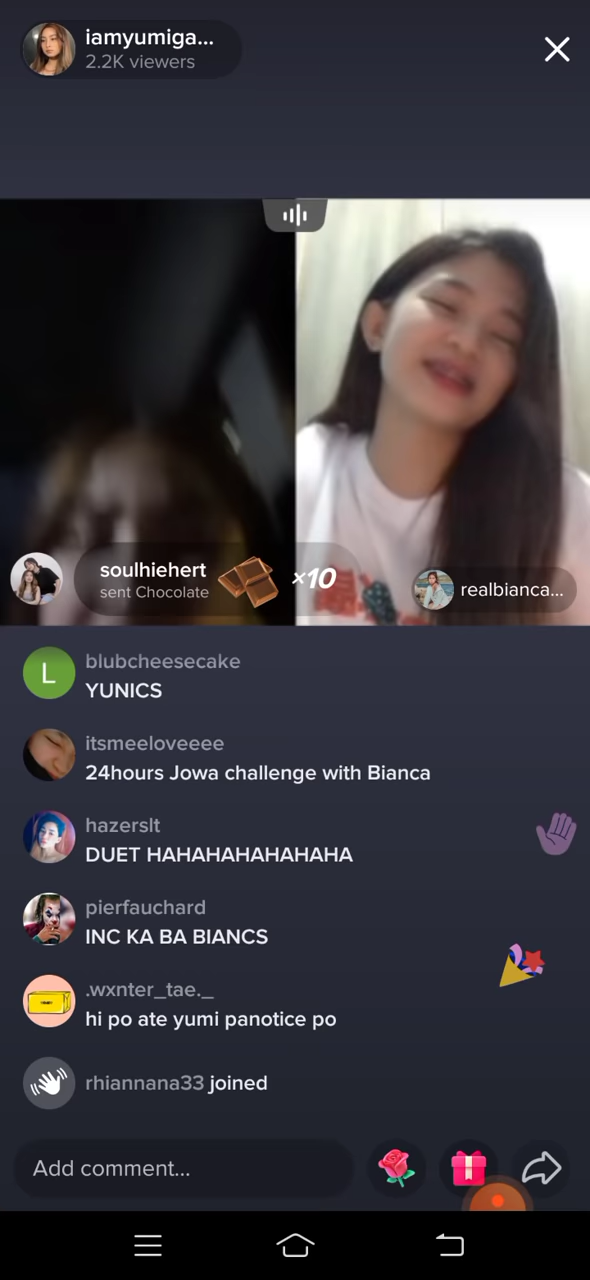 iamyumiga...
2.2K viewers
soulhiehert
sent Chocolate
×10
realbianca...
L
blubcheesecake
YUNICS
itsmeeloveeee
24hours Jowa challenge with Bianca
hazerslt
DUET HAHAHAHAHAHAHA
pierfauchard
INC KA BA BIANCS
.wxnter_tae._
hi po ate yumi panotice po
rhiannana33 joined
Add comment...